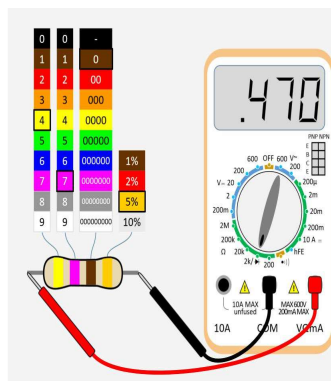 0 0 -
1 1 0
2 2 00
3 3 000
4 4 0000
5 5 00000
6 6 000000 1%
7 7 0000000 2%
8 8 00000000 5%
9 9 000000000 10%
.470
PNP NPN
E
B
C
E
600 OFF 600 V~
200 200
V⎓ 20 200µ
2 2m
200m 20m
2M 200m
200k 10 A ⎓
Ω 20k hFE
2k/ 200
10A MAX
unfused
MAX600V
200mA MAX
10A COM VΩmA